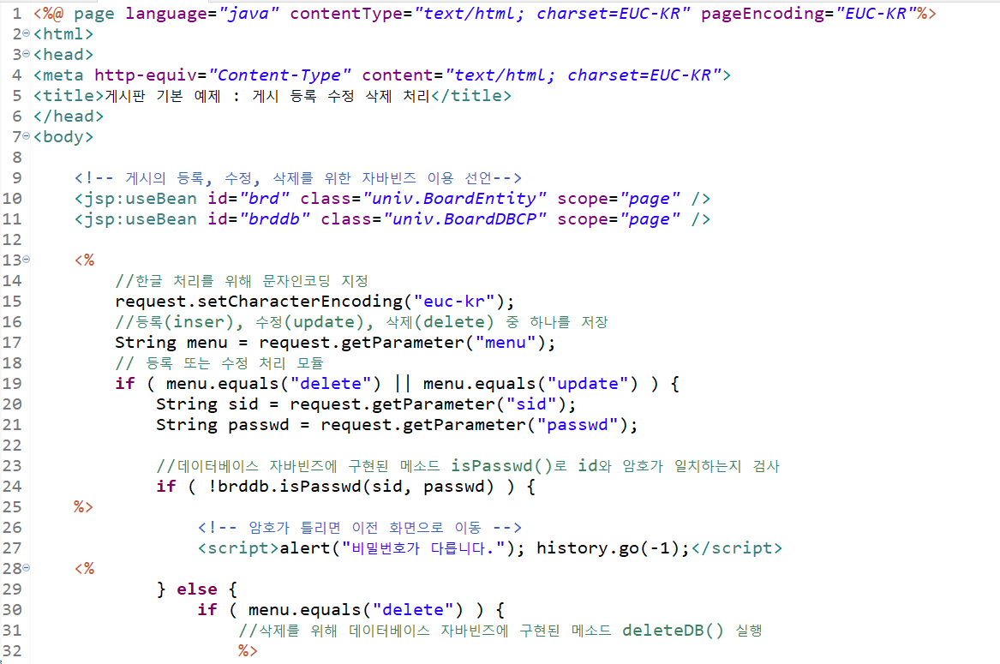 1 <%@ page language="java" contentType="text/html; charset=EUC-KR" pageEncoding="EUC-KR"%>
2 <html>
3 <head>
4 <meta http-equiv="Content-Type" content="text/html; charset=EUC-KR">
5 <title>게시판 기본 예제 : 게시 등록 수정 삭제 처리</title>
6 </head>
7 <body>
8
9     <!-- 게시의 등록, 수정, 삭제를 위한 자바빈즈 이용 선언-->
10     <jsp:useBean id="brd" class="univ.BoardEntity" scope="page" />
11     <jsp:useBean id="brddb" class="univ.BoardDBCP" scope="page" />
12
13     <%
14         //한글 처리를 위해 문자인코딩 지정
15         request.setCharacterEncoding("euc-kr");
16         //등록(inser), 수정(update), 삭제(delete) 중 하나를 저장
17         String menu = request.getParameter("menu");
18         // 등록 또는 수정 처리 모듈
19         if ( menu.equals("delete") || menu.equals("update") ) {
20             String sid = request.getParameter("sid");
21             String passwd = request.getParameter("passwd");
22
23             //데이터베이스 자바빈즈에 구현된 메소드 isPasswd()로 id와 암호가 일치하는지 검사
24             if ( !brddb.isPasswd(sid, passwd) ) {
25     %>
26                 <!-- 암호가 틀리면 이전 화면으로 이동 -->
27                 <script>alert("비밀번호가 다릅니다."); history.go(-1);</script>
28     <%
29             } else {
30                 if ( menu.equals("delete") ) {
31                     //삭제를 위해 데이터베이스 자바빈즈에 구현된 메소드 deleteDB() 실행
32                     %>